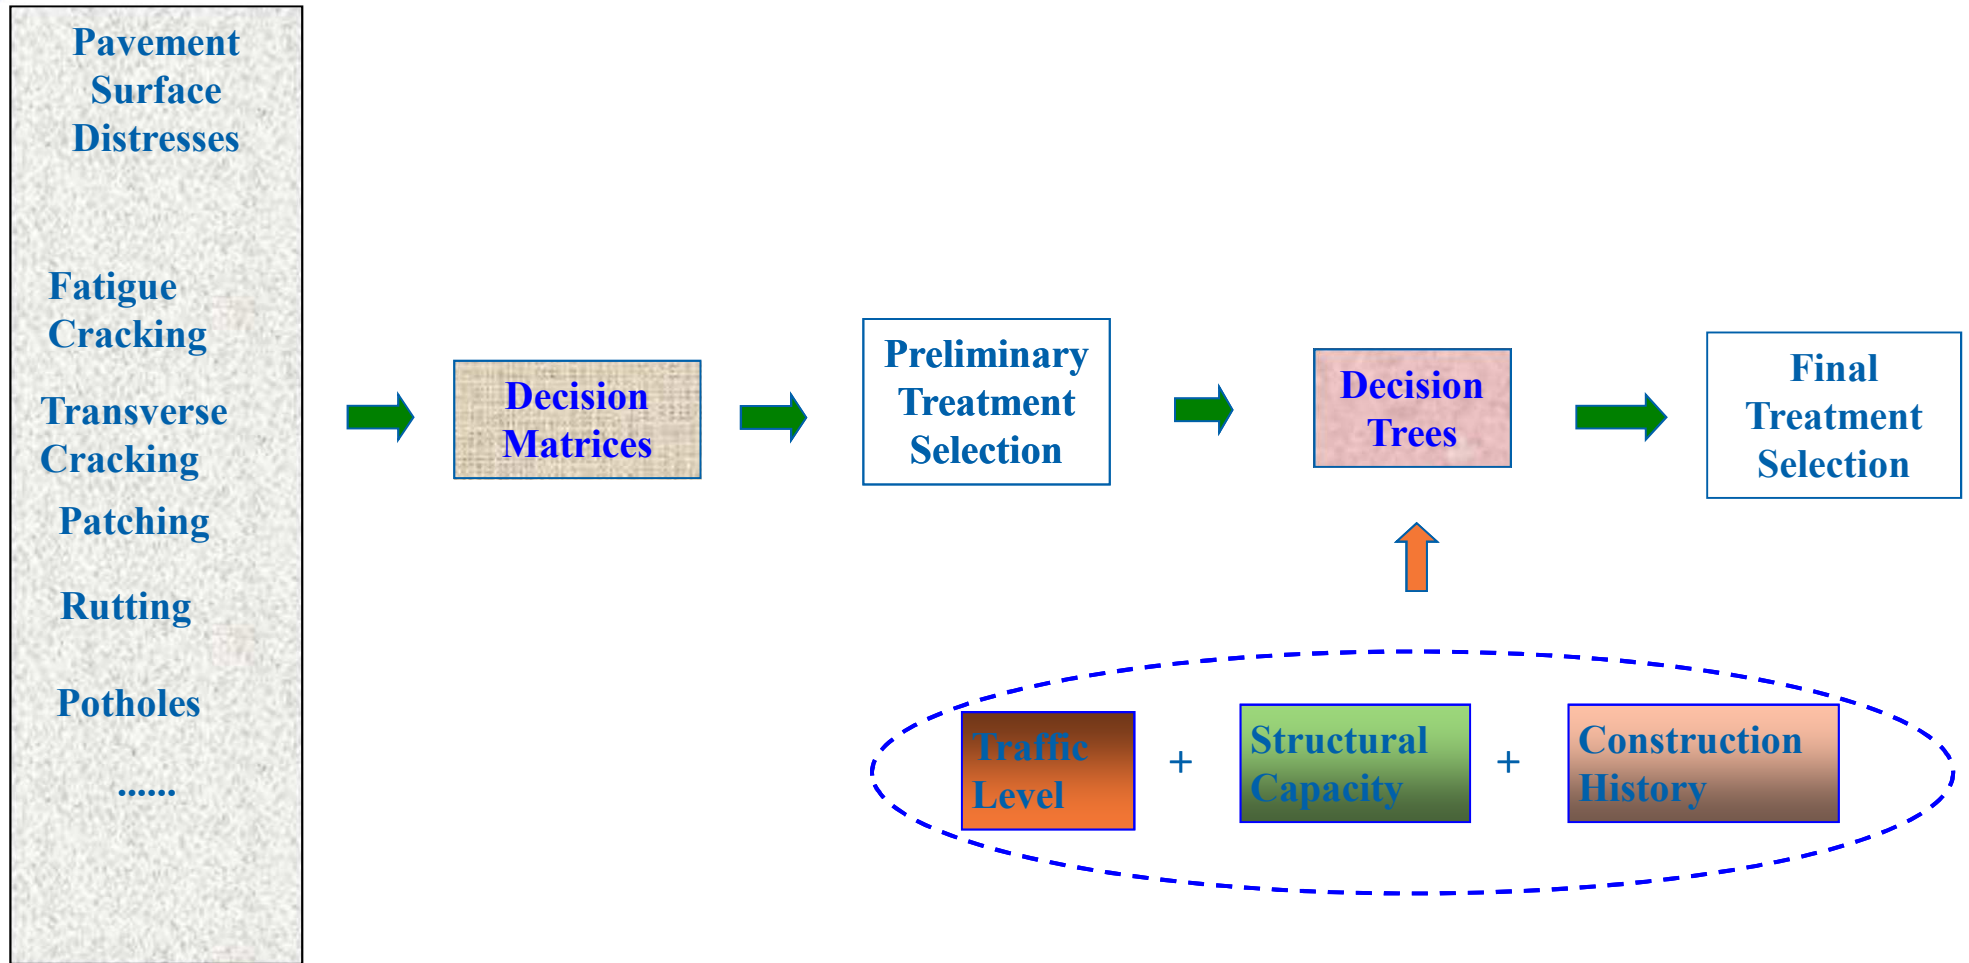 Pavement
Surface
Distresses
Fatigue
Cracking
Transverse
Cracking
Patching
Rutting
Potholes
......
Decision
Matrices
Preliminary
Treatment
Selection
Decision
Trees
Final
Treatment
Selection
Traffic
Level
+
Structural
Capacity
+
Construction
History